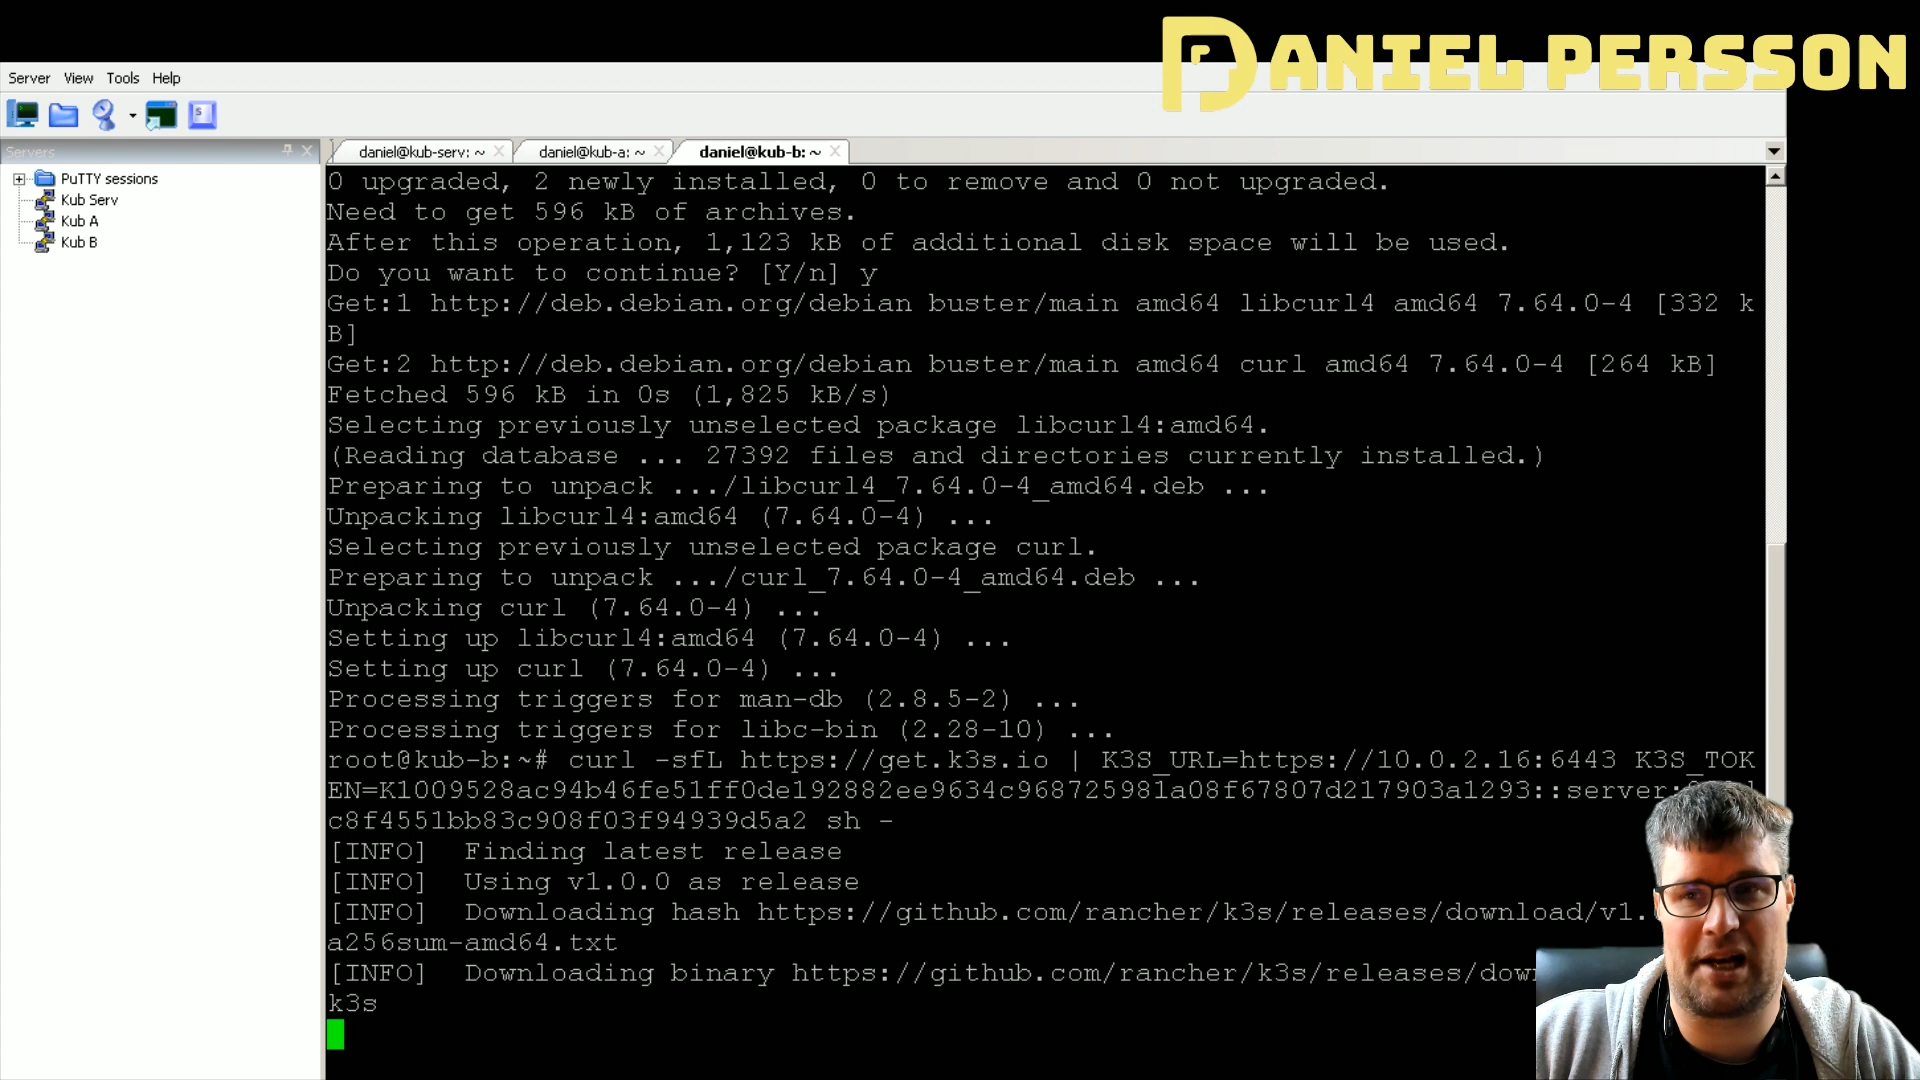 DANIEL PERSSON
Server View Tools Help
Servers
daniel@kub-serv: ~
daniel@kub-a: ~
daniel@kub-b: ~
PuTTY sessions
Kub Serv
Kub A
Kub B
0 upgraded, 2 newly installed, 0 to remove and 0 not upgraded.
Need to get 596 kB of archives.
After this operation, 1,123 kB of additional disk space will be used.
Do you want to continue? [Y/n] y
Get:1 http://deb.debian.org/debian buster/main amd64 libcurl4 amd64 7.64.0-4 [332 k
B]
Get:2 http://deb.debian.org/debian buster/main amd64 curl amd64 7.64.0-4 [264 kB]
Fetched 596 kB in 0s (1,825 kB/s)
Selecting previously unselected package libcurl4:amd64.
(Reading database ... 27392 files and directories currently installed.)
Preparing to unpack .../libcurl4_7.64.0-4_amd64.deb ...
Unpacking libcurl4:amd64 (7.64.0-4) ...
Selecting previously unselected package curl.
Preparing to unpack .../curl_7.64.0-4_amd64.deb ...
Unpacking curl (7.64.0-4) ...
Setting up libcurl4:amd64 (7.64.0-4) ...
Setting up curl (7.64.0-4) ...
Processing triggers for man-db (2.8.5-2) ...
Processing triggers for libc-bin (2.28-10) ...
root@kub-b:~# curl -sfL https://get.k3s.io | K3S_URL=https://10.0.2.16:6443 K3S_TOK
EN=K1009528ac94b46fe51ff0de192882ee9634c968725981a08f67807d217903a1293::server:
c8f4551bb83c908f03f94939d5a2 sh -
[INFO] Finding latest release
[INFO] Using v1.0.0 as release
[INFO] Downloading hash https://github.com/rancher/k3s/releases/download/v1.
a256sum-amd64.txt
[INFO] Downloading binary https://github.com/rancher/k3s/releases/dow
k3s